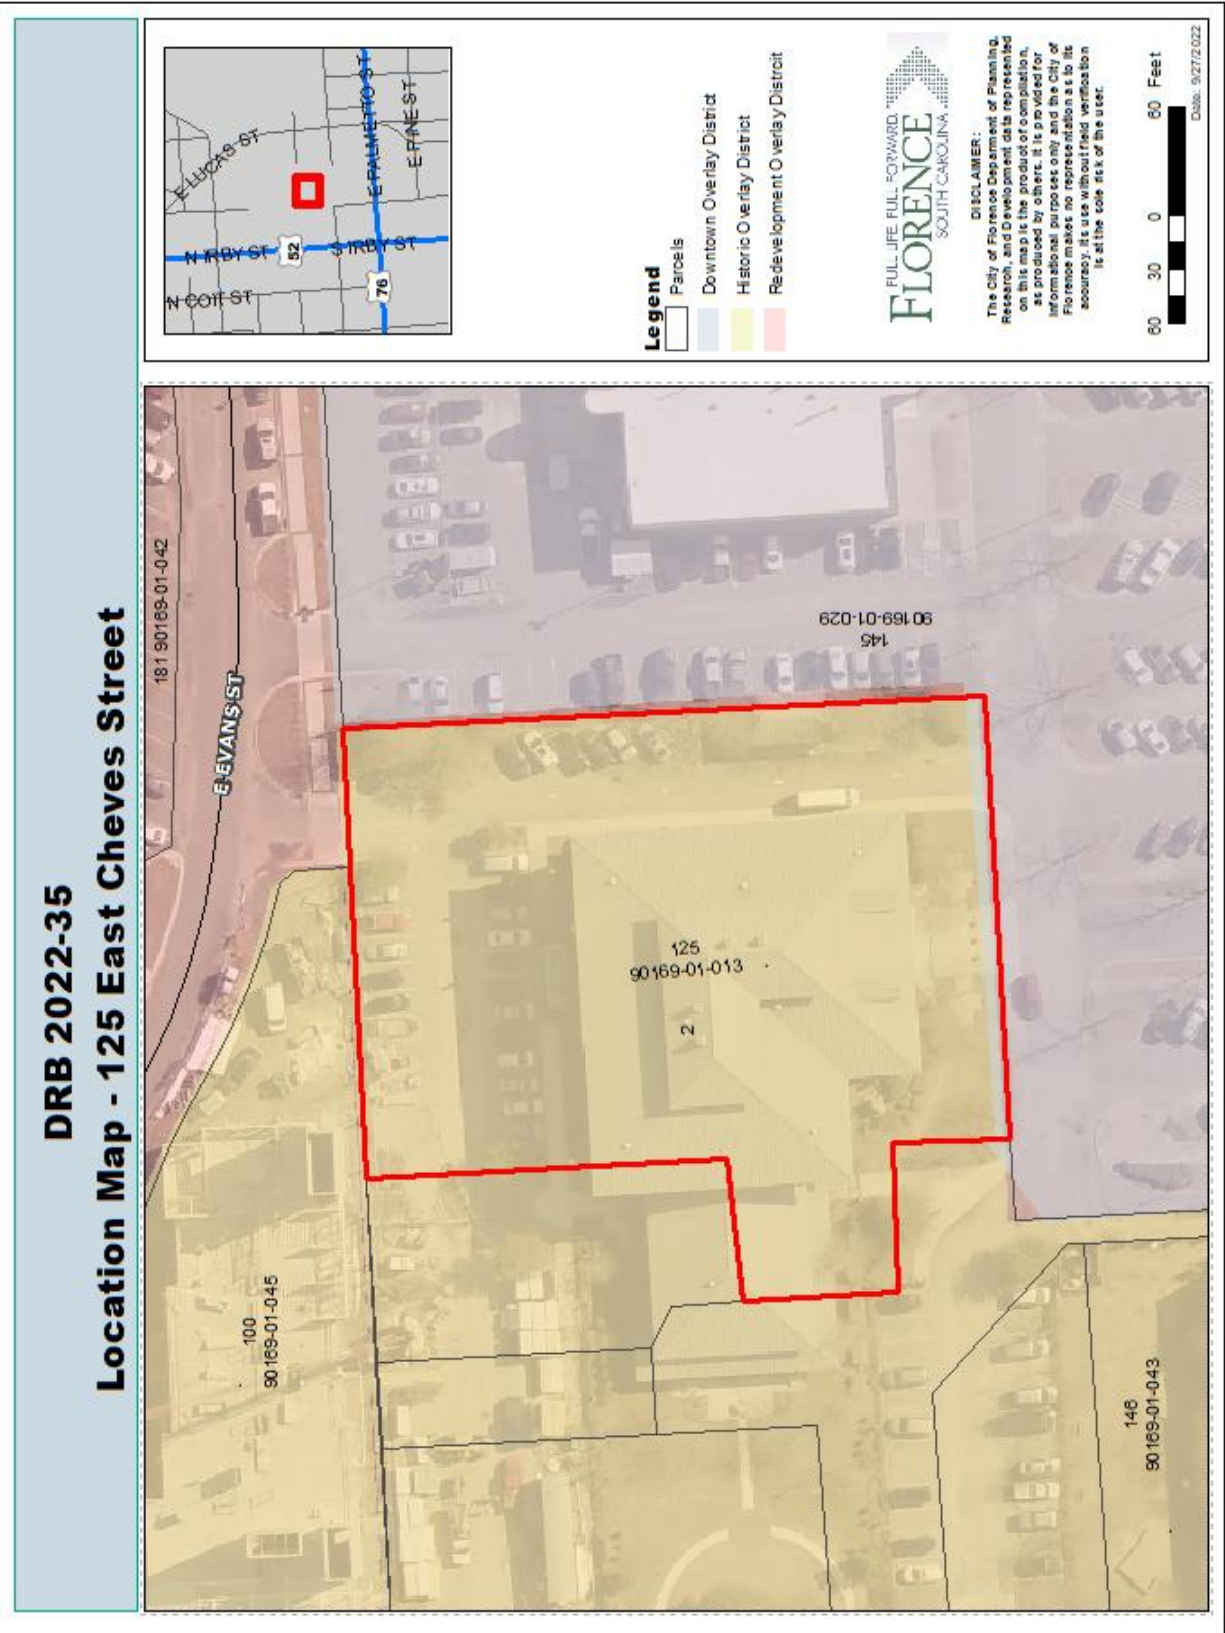 DRB 2022-35
Location Map - 125 East Cheves Street
181 90169-01-042
E EVANS ST
145
90169-01-029
125
90169-01-013
2
100
90169-01-045
146
90169-01-043
E LUCAS ST
N IRBY ST
52
S IRBY ST
E PALMETTO ST
E PINE ST
N COIT ST
76
Legend
Parcels
Downtown Overlay District
Historic Overlay District
Redevelopment Overlay Distroit
FULL LIFE. FULL FORWARD.
FLORENCE
SOUTH CAROLINA
DISCLAIMER:
The City of Florence Deparment of Planning,
Research, and Development data represented
on this map is the product of compilation,
as produced by others. It is provided for
informational purposes only and the City of
Florence makes no representation as to its
accuracy. Its use without field verification
is at the sole risk of the user.
60 30 0 60 Feet
Date: 9/27/2022